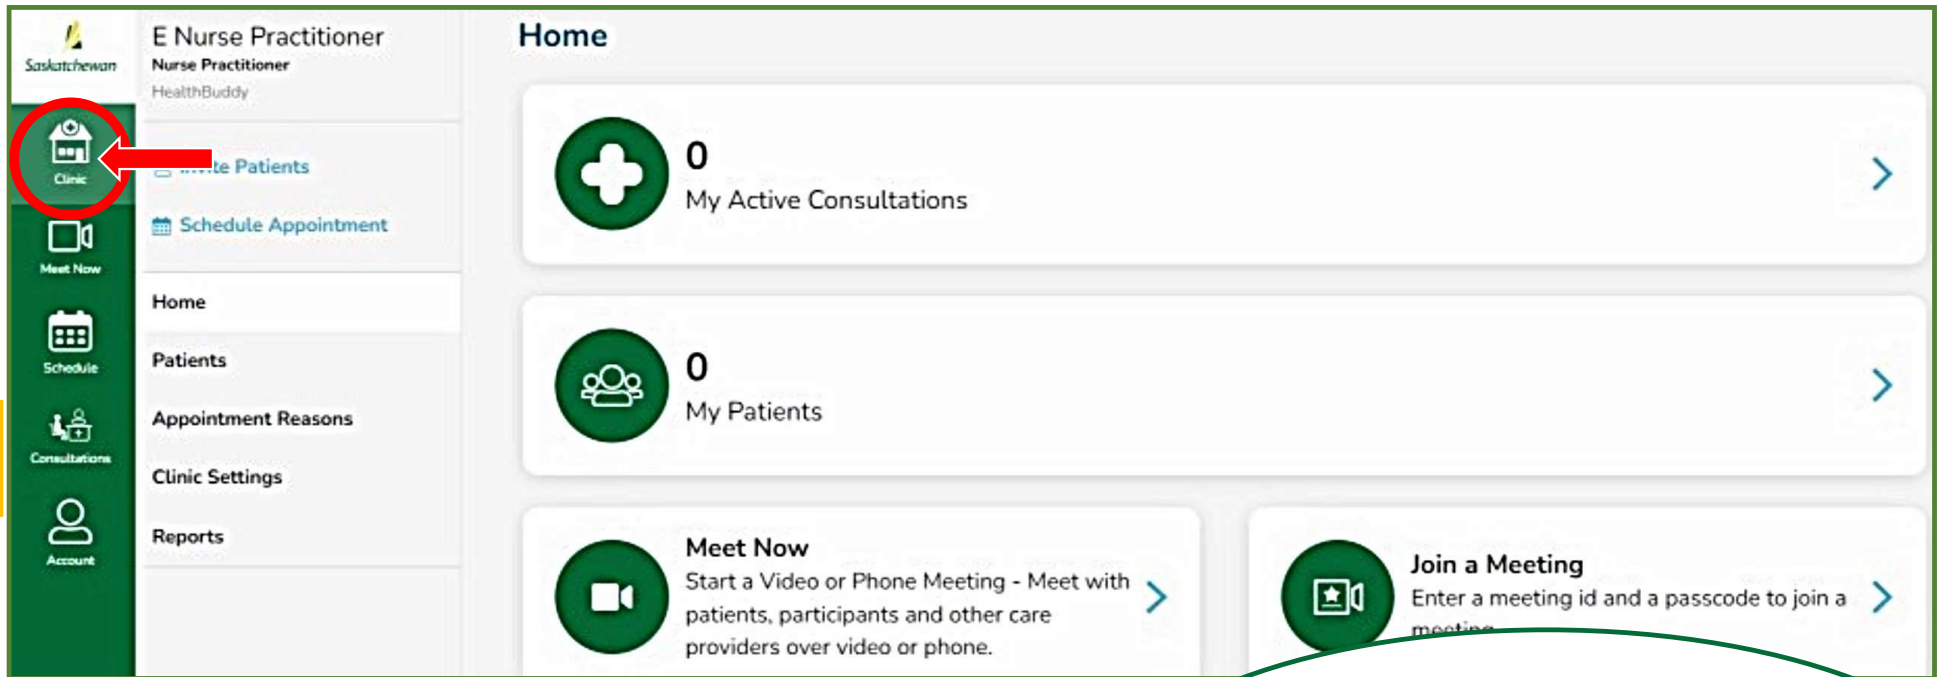 Saskatchewan
Clinic
Meet Now
Schedule
Consultations
Account
E Nurse Practitioner
Nurse Practitioner
HealthBuddy
Patients
Schedule Appointment
Home
Patients
Appointment Reasons
Clinic Settings
Reports
Home
0
My Active Consultations
0
My Patients
Meet Now
Start a Video or Phone Meeting - Meet with
patients, participants and other care
providers over video or phone.
Join a Meeting
Enter a meeting id and a passcode to join a
meeting